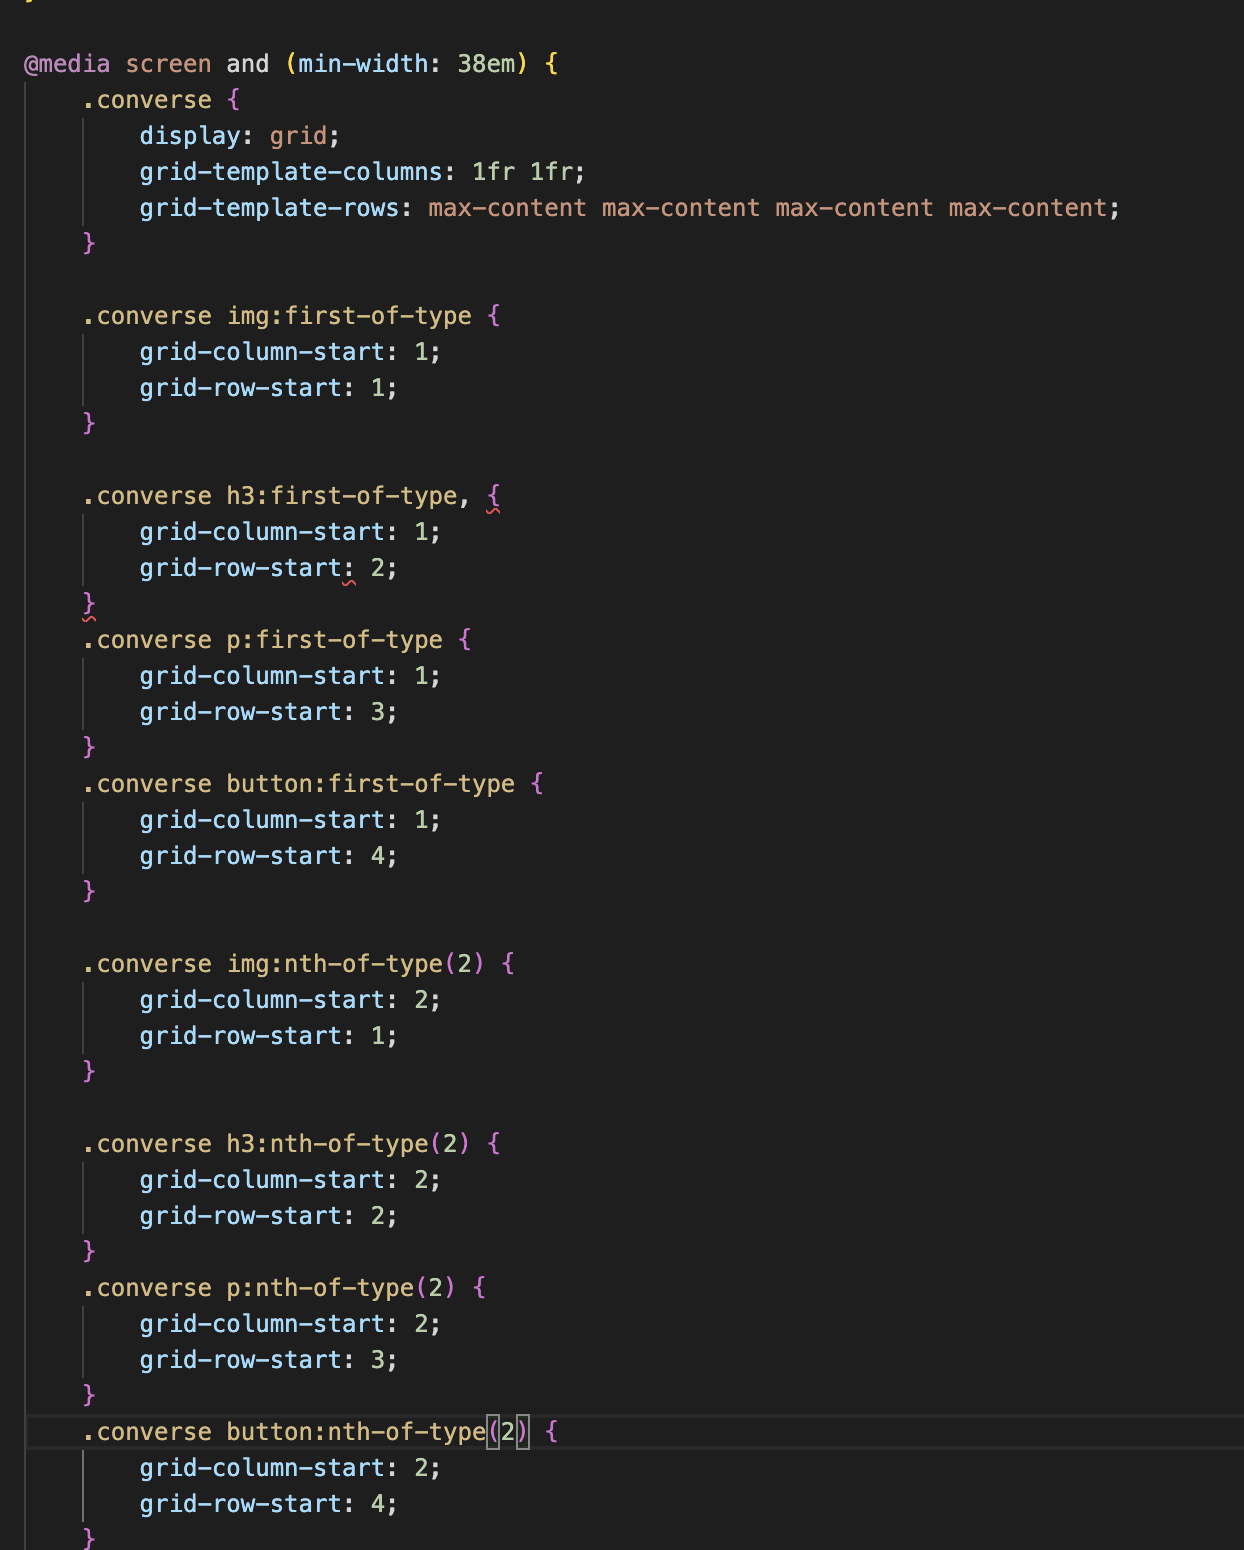 @media screen and (min-width: 38em) {
.converse {
display: grid;
grid-template-columns: 1fr 1fr;
grid-template-rows: max-content max-content max-content max-content;
}
.converse img:first-of-type {
grid-column-start: 1;
grid-row-start: 1;
}
.converse h3:first-of-type, {
grid-column-start: 1;
grid-row-start: 2;
}
.converse p:first-of-type {
grid-column-start: 1;
grid-row-start: 3;
}
.converse button:first-of-type {
grid-column-start: 1;
grid-row-start: 4;
}
.converse img:nth-of-type(2) {
grid-column-start: 2;
grid-row-start: 1;
}
.converse h3:nth-of-type(2) {
grid-column-start: 2;
grid-row-start: 2;
}
.converse p:nth-of-type(2) {
grid-column-start: 2;
grid-row-start: 3;
}
.converse button:nth-of-type(2) {
grid-column-start: 2;
grid-row-start: 4;
}